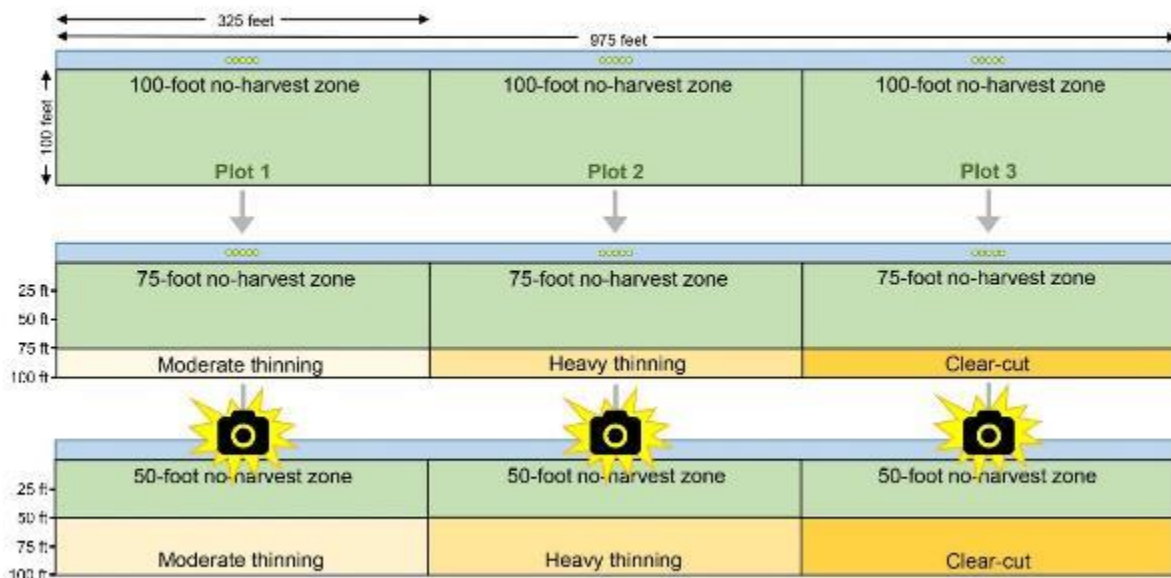 325 feet
975 feet
100 feet
100-foot no-harvest zone 100-foot no-harvest zone 100-foot no-harvest zone
Plot 1 Plot 2 Plot 3
75-foot no-harvest zone 75-foot no-harvest zone 75-foot no-harvest zone
25 ft
50 ft
75 ft
Moderate thinning Heavy thinning Clear-cut
100 ft
50-foot no-harvest zone 50-foot no-harvest zone 50-foot no-harvest zone
25 ft
50 ft
75 ft
Moderate thinning Heavy thinning Clear-cut
100 ft